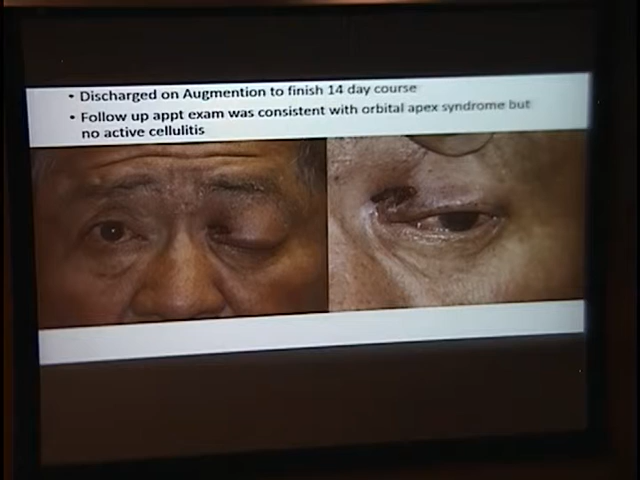 • Discharged on Augmention to finish 14 day course
• Follow up appt exam was consistent with orbital apex syndrome but
no active cellulitis